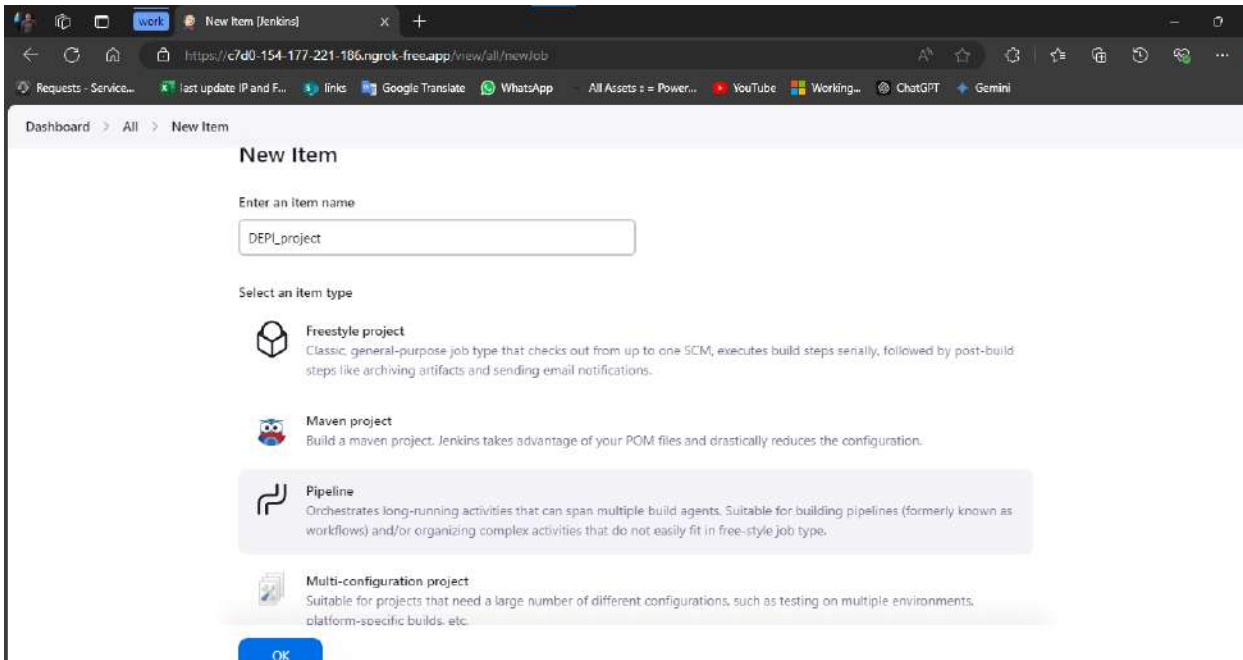 work
New Item [Jenkins]
https://c7d0-154-177-221-186.ngrok-free.app/view/all/newJob
Requests - Service...
last update IP and F...
links
Google Translate
WhatsApp
All Assets : = Power...
YouTube
Working...
ChatGPT
Gemini
Dashboard > All > New Item
New Item
Enter an item name
DEPI_project
Select an item type
Freestyle project
Classic, general-purpose job type that checks out from up to one SCM, executes build steps serially, followed by post-build
steps like archiving artifacts and sending email notifications.
Maven project
Build a maven project. Jenkins takes advantage of your POM files and drastically reduces the configuration.
Pipeline
Orchestrates long-running activities that can span multiple build agents. Suitable for building pipelines (formerly known as
workflows) and/or organizing complex activities that do not easily fit in free-style job type.
Multi-configuration project
Suitable for projects that need a large number of different configurations, such as testing on multiple environments,
platform-specific builds, etc.
OK